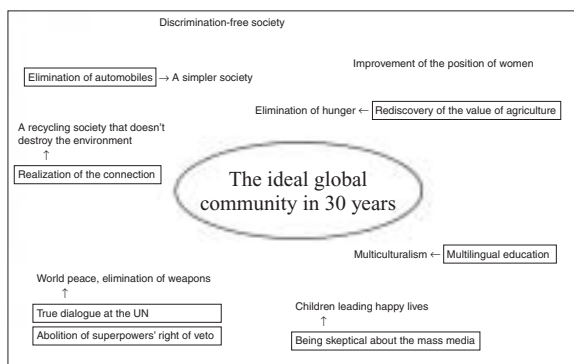 Discrimination-free society
Improvement of the position of women
Elimination of automobiles → A simpler society
Elimination of hunger ← Rediscovery of the value of agriculture
A recycling society that doesn't
destroy the environment
↑
Realization of the connection
The ideal global
community in 30 years
Multiculturalism ← Multilingual education
World peace, elimination of weapons
↑
True dialogue at the UN
Abolition of superpowers' right of veto
Children leading happy lives
↑
Being skeptical about the mass media